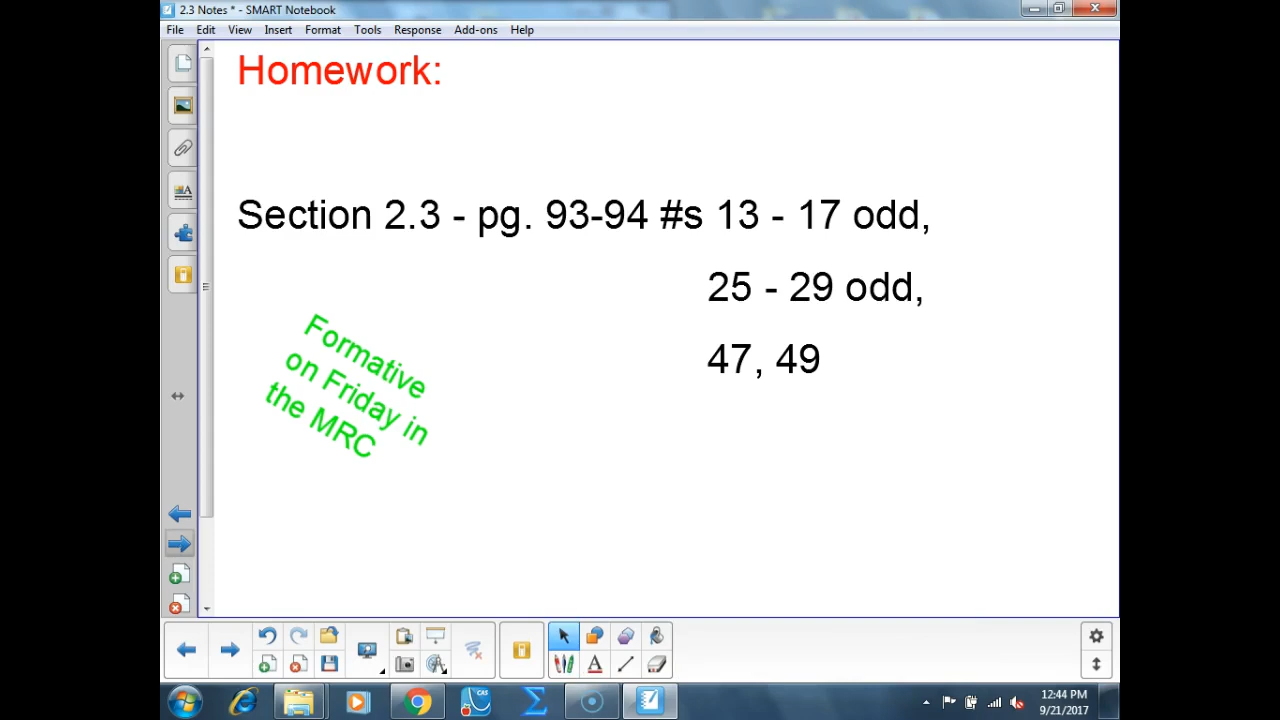 2.3 Notes * - SMART Notebook
File Edit View Insert Format Tools Response Add-ons Help
Homework:
Section 2.3 - pg. 93-94 #s 13 - 17 odd,
25 - 29 odd,
47, 49
Formative
on Friday in
the MRC
CAS
12:44 PM
9/21/2017